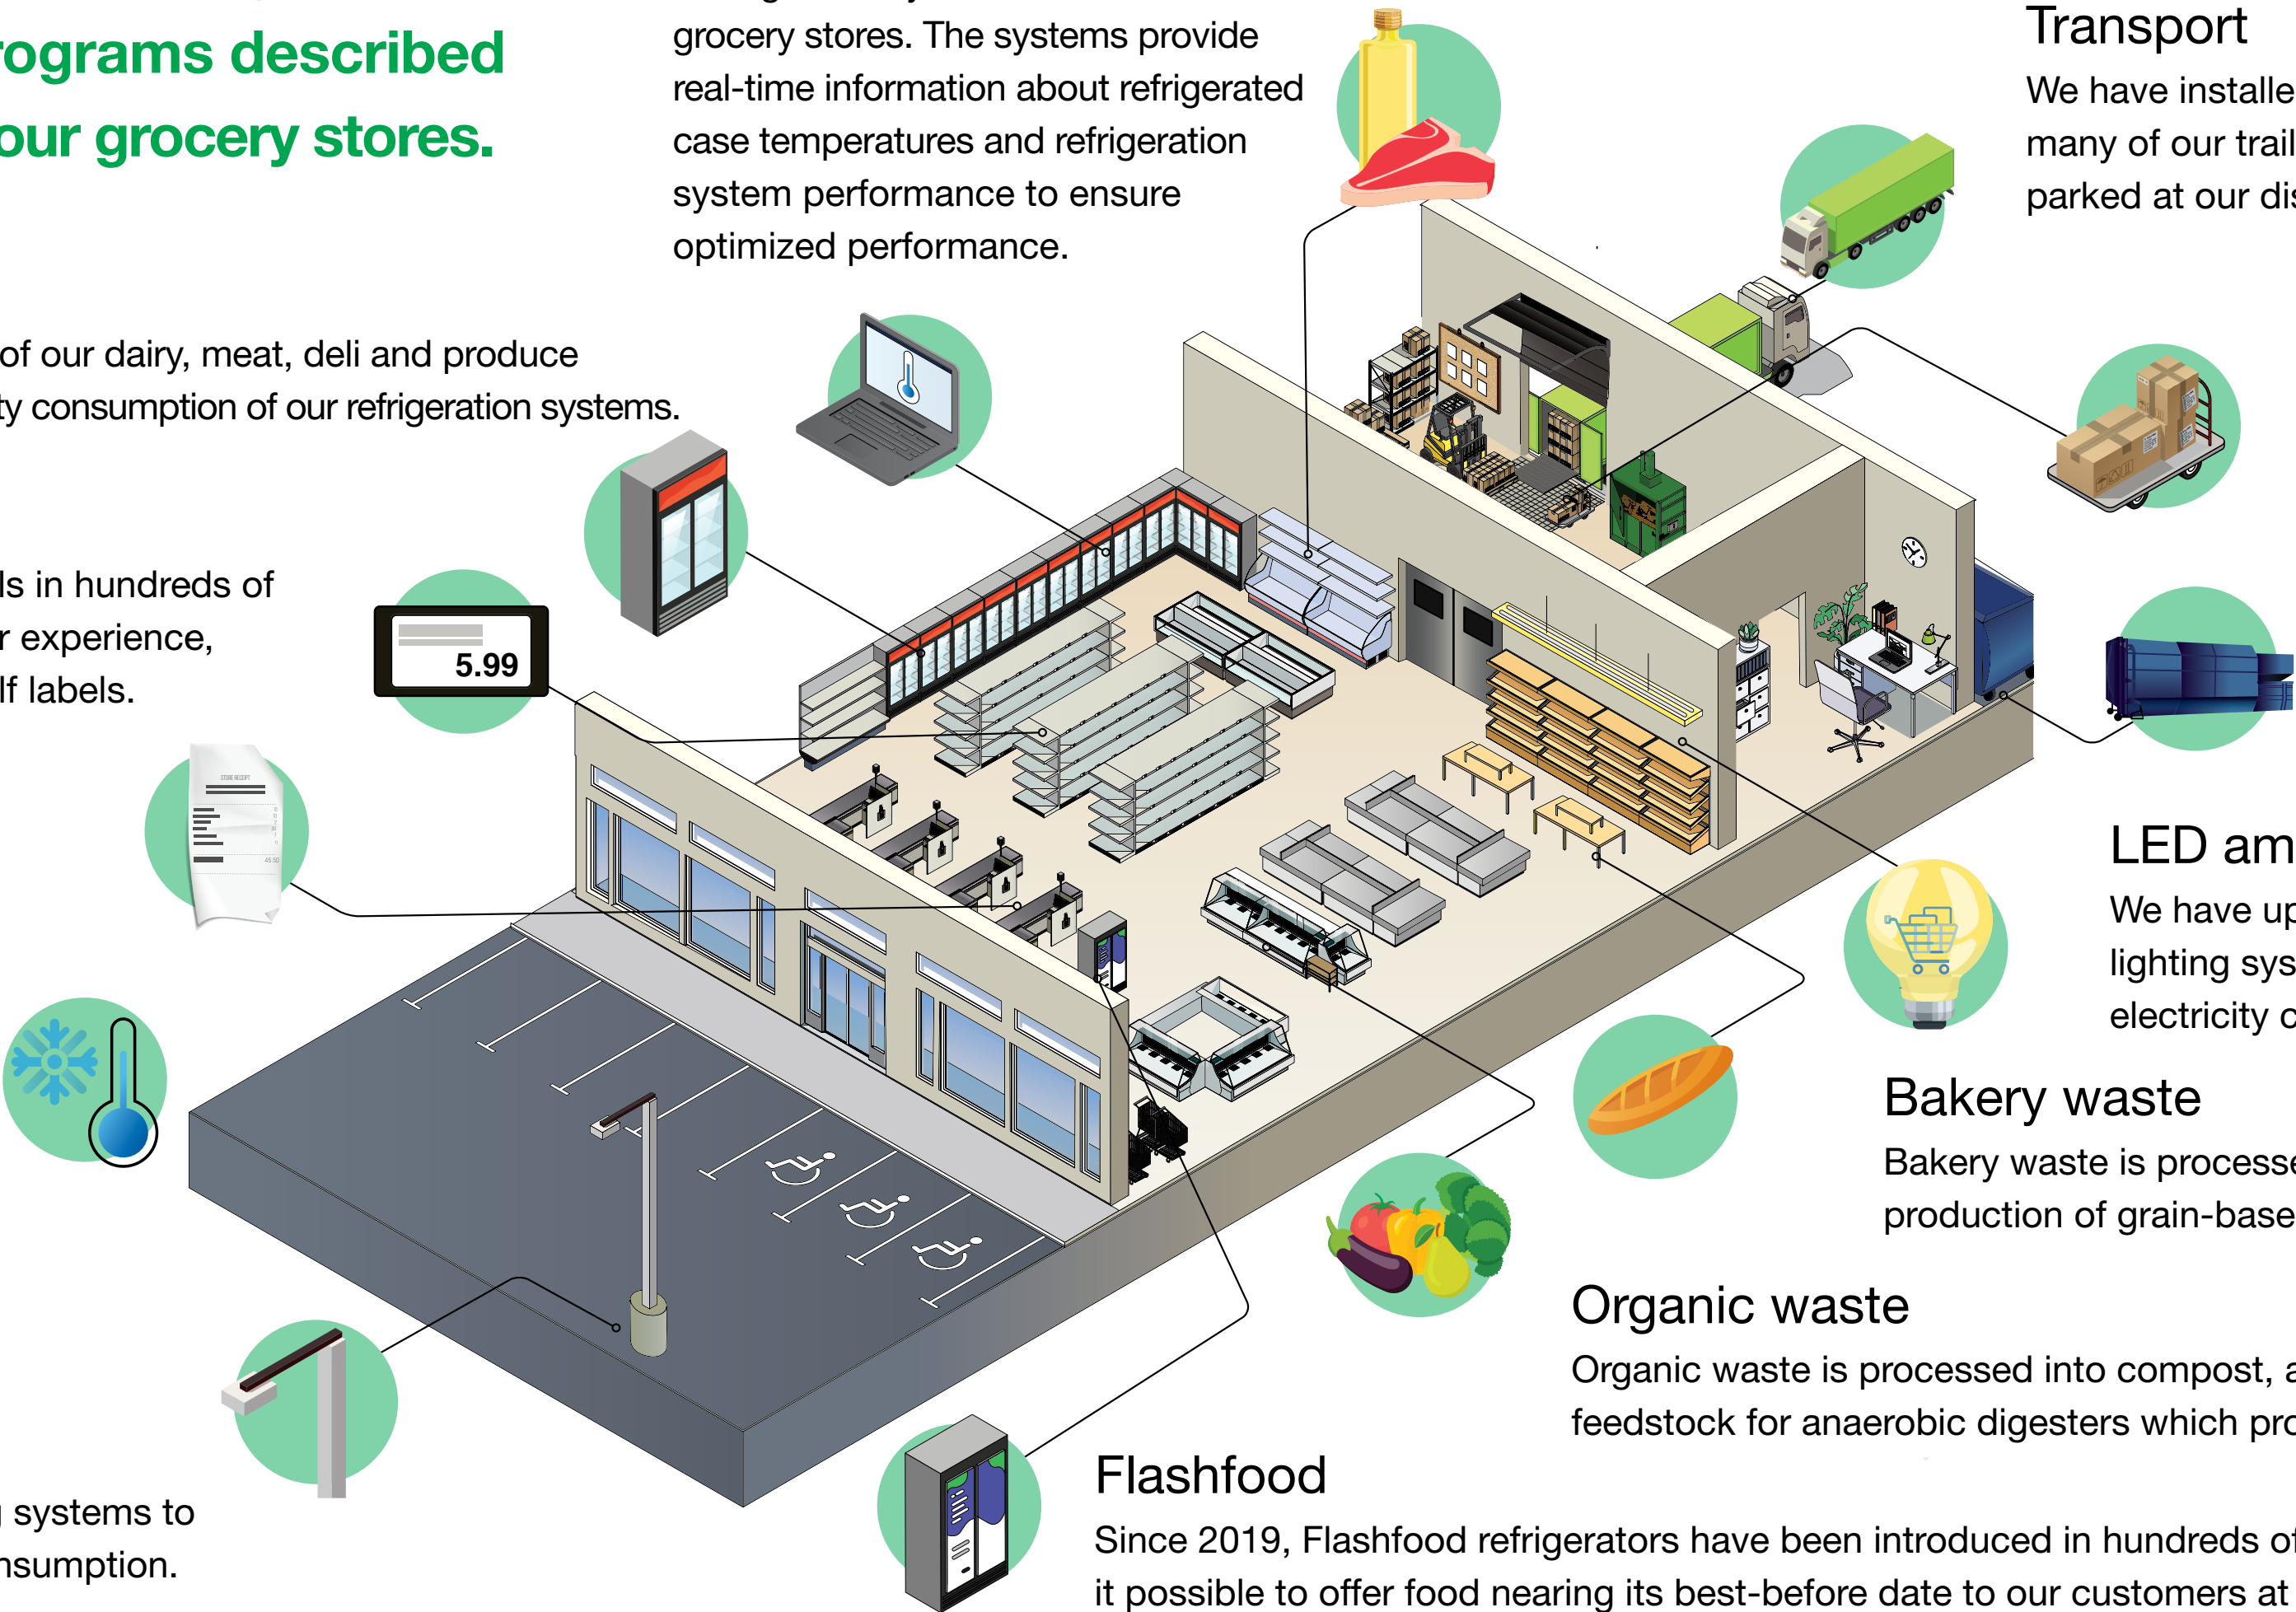 rograms described
our grocery stores.
grocery stores. The systems provide
real-time information about refrigerated
case temperatures and refrigeration
system performance to ensure
optimized performance.
Transport
We have installe
many of our trail
parked at our dis
of our dairy, meat, deli and produce
ty consumption of our refrigeration systems.
ls in hundreds of
r experience,
lf labels.
5.99
STORE RECEIPT
45.50
LED am
We have up
lighting sys
electricity c
Bakery waste
Bakery waste is processe
production of grain-base
Organic waste
Organic waste is processed into compost, a
feedstock for anaerobic digesters which pro
g systems to
nsumption.
Flashfood
Since 2019, Flashfood refrigerators have been introduced in hundreds of
it possible to offer food nearing its best-before date to our customers at